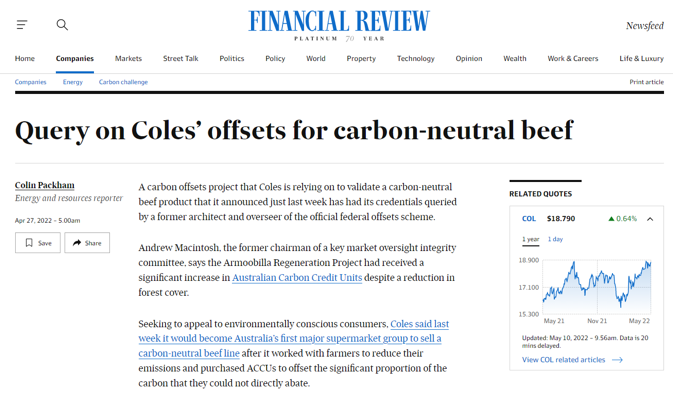 FINANCIAL REVIEW
PLATINUM 70 YEAR
Newsfeed
Home Companies Markets Street Talk Politics Policy World Property Technology Opinion Wealth Work & Careers Life & Luxury
Companies Energy Carbon challenge Print article
Query on Coles’ offsets for carbon-neutral beef
Colin Packham
Energy and resources reporter
Apr 27, 2022 – 5.00am
Save Share
A carbon offsets project that Coles is relying on to validate a carbon-neutral
beef product that it announced just last week has had its credentials queried
by a former architect and overseer of the official federal offsets scheme.
Andrew Macintosh, the former chairman of a key market oversight integrity
committee, says the Armoobilla Regeneration Project had received a
significant increase in Australian Carbon Credit Units despite a reduction in
forest cover.
Seeking to appeal to environmentally conscious consumers, Coles said last
week it would become Australia’s first major supermarket group to sell a
carbon-neutral beef line after it worked with farmers to reduce their
emissions and purchased ACCUs to offset the significant proportion of the
carbon that they could not directly abate.
RELATED QUOTES
COL $18.790 0.64%
1 year 1 day
18.900
17.100
15.300
May 21 Nov 21 May 22
Updated: May 10, 2022 – 9.56am. Data is 20
mins delayed.
View COL related articles